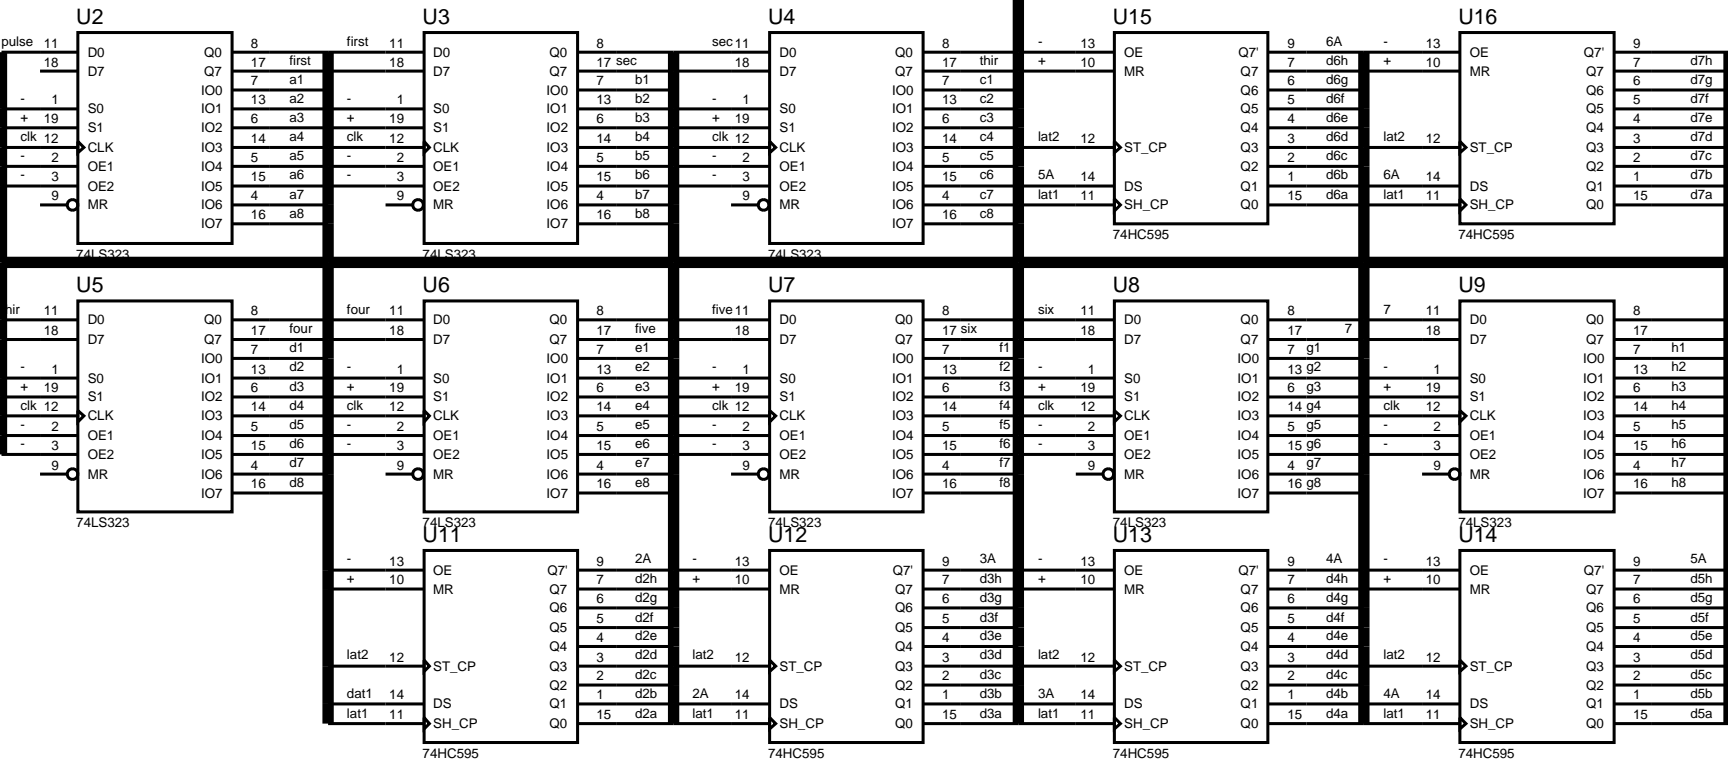 U2
pulse 11 D0 Q0 8
18 D7 Q7 17 first
IO0 7 a1
- 1 S0 IO1 13 a2
+ 19 S1 IO2 6 a3
clk 12 CLK IO3 14 a4
- 2 OE1 IO4 5 a5
- 3 OE2 IO5 15 a6
9 MR IO6 4 a7
IO7 16 a8
74LS323
U3
first 11 D0 Q0 8
18 D7 Q7 17 sec
IO0 7 b1
- 1 S0 IO1 13 b2
+ 19 S1 IO2 6 b3
clk 12 CLK IO3 14 b4
- 2 OE1 IO4 5 b5
- 3 OE2 IO5 15 b6
9 MR IO6 4 b7
IO7 16 b8
74LS323
U4
sec 11 D0 Q0 8
18 D7 Q7 17 thir
IO0 7 c1
- 1 S0 IO1 13 c2
+ 19 S1 IO2 6 c3
clk 12 CLK IO3 14 c4
- 2 OE1 IO4 5 c5
- 3 OE2 IO5 15 c6
9 MR IO6 4 c7
IO7 16 c8
74LS323
U15
- 13 OE Q7' 9 6A
+ 10 MR Q7 7 d6h
Q6 6 d6g
Q5 5 d6f
Q4 4 d6e
lat2 12 ST_CP Q3 3 d6d
Q2 2 d6c
5A 14 DS Q1 1 d6b
lat1 11 SH_CP Q0 15 d6a
74HC595
U16
- 13 OE Q7' 9
+ 10 MR Q7 7 d7h
Q6 6 d7g
Q5 5 d7f
Q4 4 d7e
lat2 12 ST_CP Q3 3 d7d
Q2 2 d7c
6A 14 DS Q1 1 d7b
lat1 11 SH_CP Q0 15 d7a
74HC595
U5
hir 11 D0 Q0 8
18 D7 Q7 17 four
IO0 7 d1
- 1 S0 IO1 13 d2
+ 19 S1 IO2 6 d3
clk 12 CLK IO3 14 d4
- 2 OE1 IO4 5 d5
- 3 OE2 IO5 15 d6
9 MR IO6 4 d7
IO7 16 d8
74LS323
U6
four 11 D0 Q0 8
18 D7 Q7 17 five
IO0 7 e1
- 1 S0 IO1 13 e2
+ 19 S1 IO2 6 e3
clk 12 CLK IO3 14 e4
- 2 OE1 IO4 5 e5
- 3 OE2 IO5 15 e6
9 MR IO6 4 e7
IO7 16 e8
74LS323
U7
five 11 D0 Q0 8
18 D7 Q7 17 six
IO0 7 f1
- 1 S0 IO1 13 f2
+ 19 S1 IO2 6 f3
clk 12 CLK IO3 14 f4
- 2 OE1 IO4 5 f5
- 3 OE2 IO5 15 f6
9 MR IO6 4 f7
IO7 16 f8
74LS323
U8
six 11 D0 Q0 8
18 D7 Q7 17 7
IO0 7 g1
- 1 S0 IO1 13 g2
+ 19 S1 IO2 6 g3
clk 12 CLK IO3 14 g4
- 2 OE1 IO4 5 g5
- 3 OE2 IO5 15 g6
9 MR IO6 4 g7
IO7 16 g8
74LS323
U9
7 11 D0 Q0 8
18 D7 Q7 17
IO0 7 h1
- 1 S0 IO1 13 h2
+ 19 S1 IO2 6 h3
clk 12 CLK IO3 14 h4
- 2 OE1 IO4 5 h5
- 3 OE2 IO5 15 h6
9 MR IO6 4 h7
IO7 16 h8
74LS323
U11
- 13 OE Q7' 9 2A
+ 10 MR Q7 7 d2h
Q6 6 d2g
Q5 5 d2f
Q4 4 d2e
lat2 12 ST_CP Q3 3 d2d
Q2 2 d2c
dat1 14 DS Q1 1 d2b
lat1 11 SH_CP Q0 15 d2a
74HC595
U12
- 13 OE Q7' 9 3A
+ 10 MR Q7 7 d3h
Q6 6 d3g
Q5 5 d3f
Q4 4 d3e
lat2 12 ST_CP Q3 3 d3d
Q2 2 d3c
2A 14 DS Q1 1 d3b
lat1 11 SH_CP Q0 15 d3a
74HC595
U13
- 13 OE Q7' 9 4A
+ 10 MR Q7 7 d4h
Q6 6 d4g
Q5 5 d4f
Q4 4 d4e
lat2 12 ST_CP Q3 3 d4d
Q2 2 d4c
3A 14 DS Q1 1 d4b
lat1 11 SH_CP Q0 15 d4a
74HC595
U14
- 13 OE Q7' 9 5A
+ 10 MR Q7 7 d5h
Q6 6 d5g
Q5 5 d5f
Q4 4 d5e
lat2 12 ST_CP Q3 3 d5d
Q2 2 d5c
4A 14 DS Q1 1 d5b
lat1 11 SH_CP Q0 15 d5a
74HC595